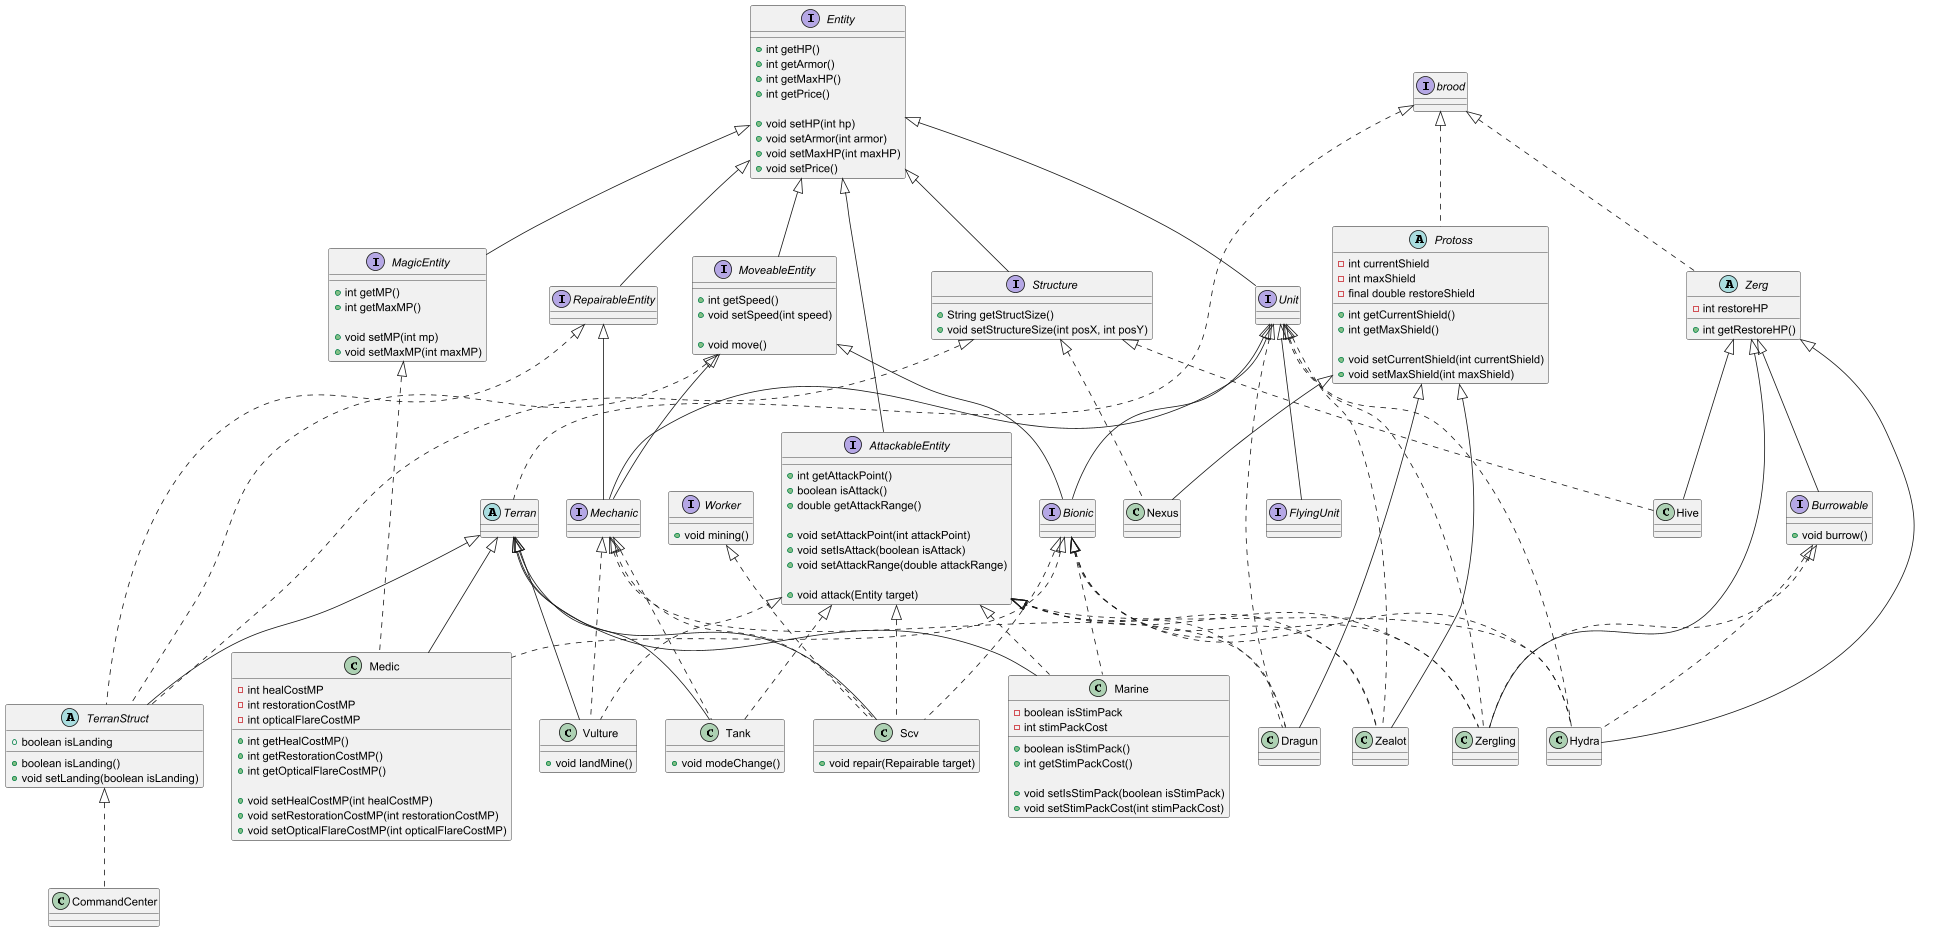 I Entity
int getHP()
int getArmor()
int getMaxHP()
int getPrice()
void setHP(int hp)
void setArmor(int armor)
void setMaxHP(int maxHP)
void setPrice()
I brood
I MagicEntity
int getMP()
int getMaxMP()
void setMP(int mp)
void setMaxMP(int maxMP)
I RepairableEntity
I MoveableEntity
int getSpeed()
void setSpeed(int speed)
void move()
I Structure
String getStructSize()
void setStructureSize(int posX, int posY)
I Unit
A Protoss
int currentShield
int maxShield
final double restoreShield
int getCurrentShield()
int getMaxShield()
void setCurrentShield(int currentShield)
void setMaxShield(int maxShield)
A Zerg
int restoreHP
int getRestoreHP()
A Terran
I Mechanic
I Worker
void mining()
I AttackableEntity
int getAttackPoint()
boolean isAttack()
double getAttackRange()
void setAttackPoint(int attackPoint)
void setIsAttack(boolean isAttack)
void setAttackRange(double attackRange)
void attack(Entity target)
I Bionic
C Nexus
I FlyingUnit
C Hive
I Burrowable
void burrow()
A TerranStruct
boolean isLanding
boolean isLanding()
void setLanding(boolean isLanding)
C Medic
int healCostMP
int restorationCostMP
int opticalFlareCostMP
int getHealCostMP()
int getRestorationCostMP()
int getOpticalFlareCostMP()
void setHealCostMP(int healCostMP)
void setRestorationCostMP(int restorationCostMP)
void setOpticalFlareCostMP(int opticalFlareCostMP)
C Vulture
void landMine()
C Tank
void modeChange()
C Scv
void repair(Repairable target)
C Marine
boolean isStimPack
int stimPackCost
boolean isStimPack()
int getStimPackCost()
void setIsStimPack(boolean isStimPack)
void setStimPackCost(int stimPackCost)
C Dragun
C Zealot
C Zergling
C Hydra
C CommandCenter